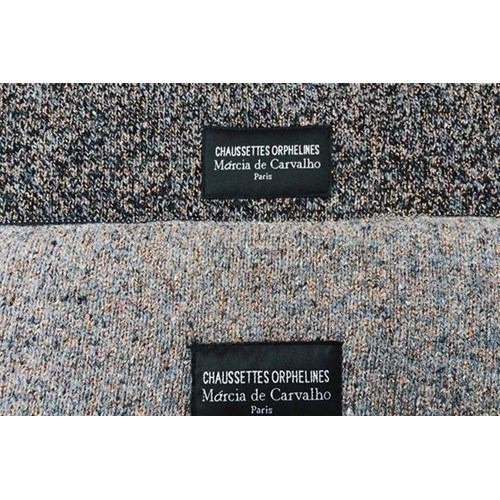 CHAUSSETTES ORPHELINES
Márcia de Carvalho
Paris
CHAUSSETTES ORPHELINES
Márcia de Carvalho
Paris